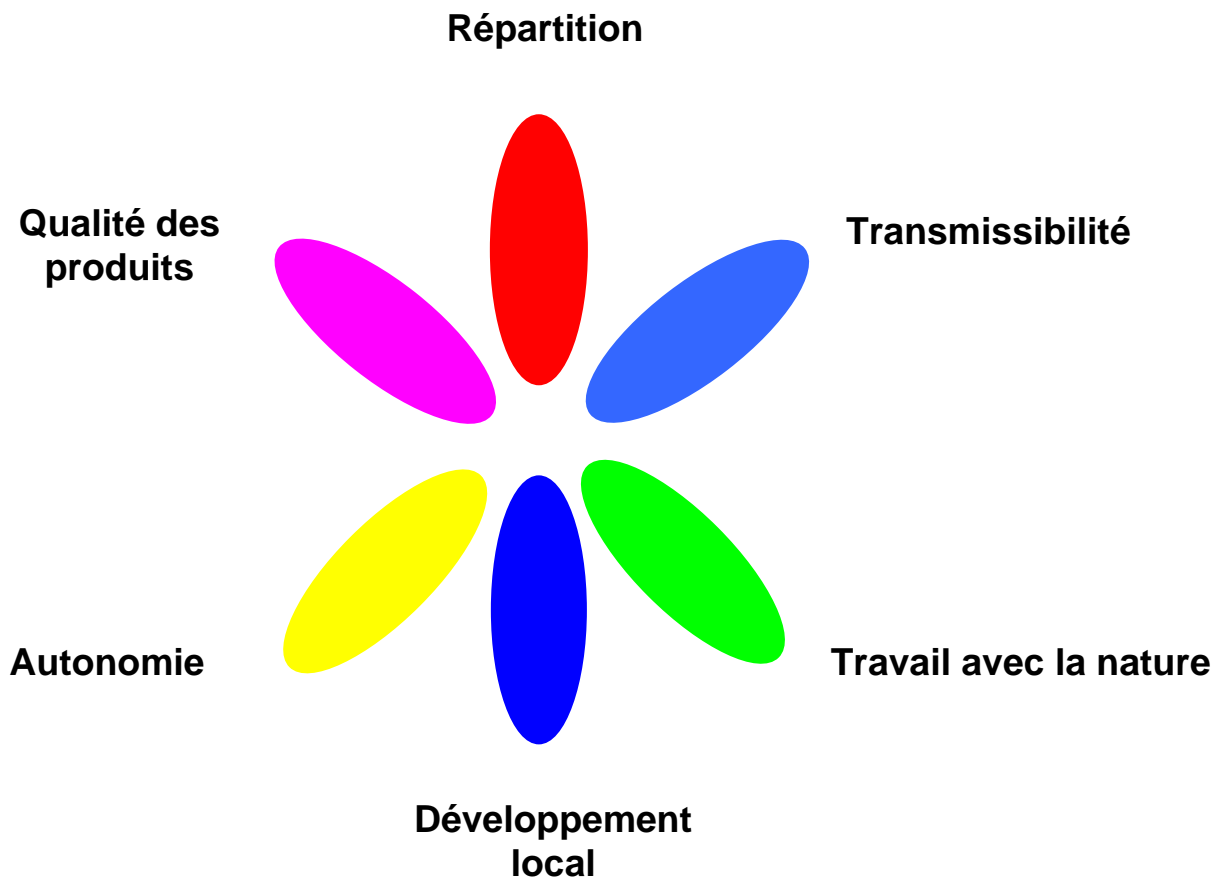 Répartition
Qualité des
produits
Transmissibilité
Autonomie
Travail avec la nature
Développement
local